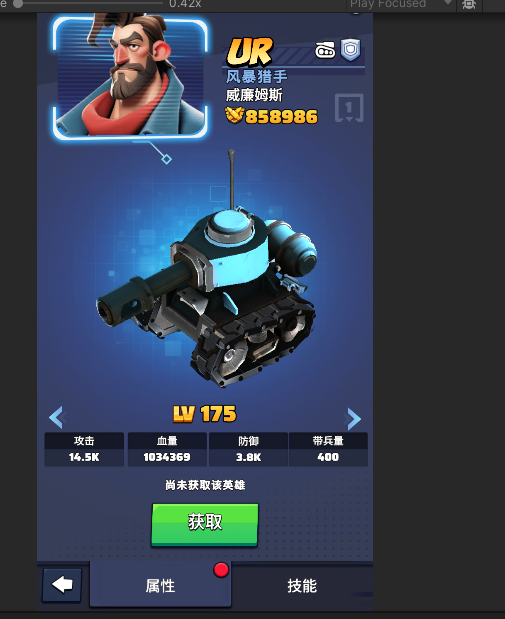 e
0.42x
Play Focused
UR
风暴猎手
威廉姆斯
858986
1
LV 175
攻击
血量
防御
带兵量
14.5K
1034369
3.8K
400
尚未获取该英雄
获取
属性
技能